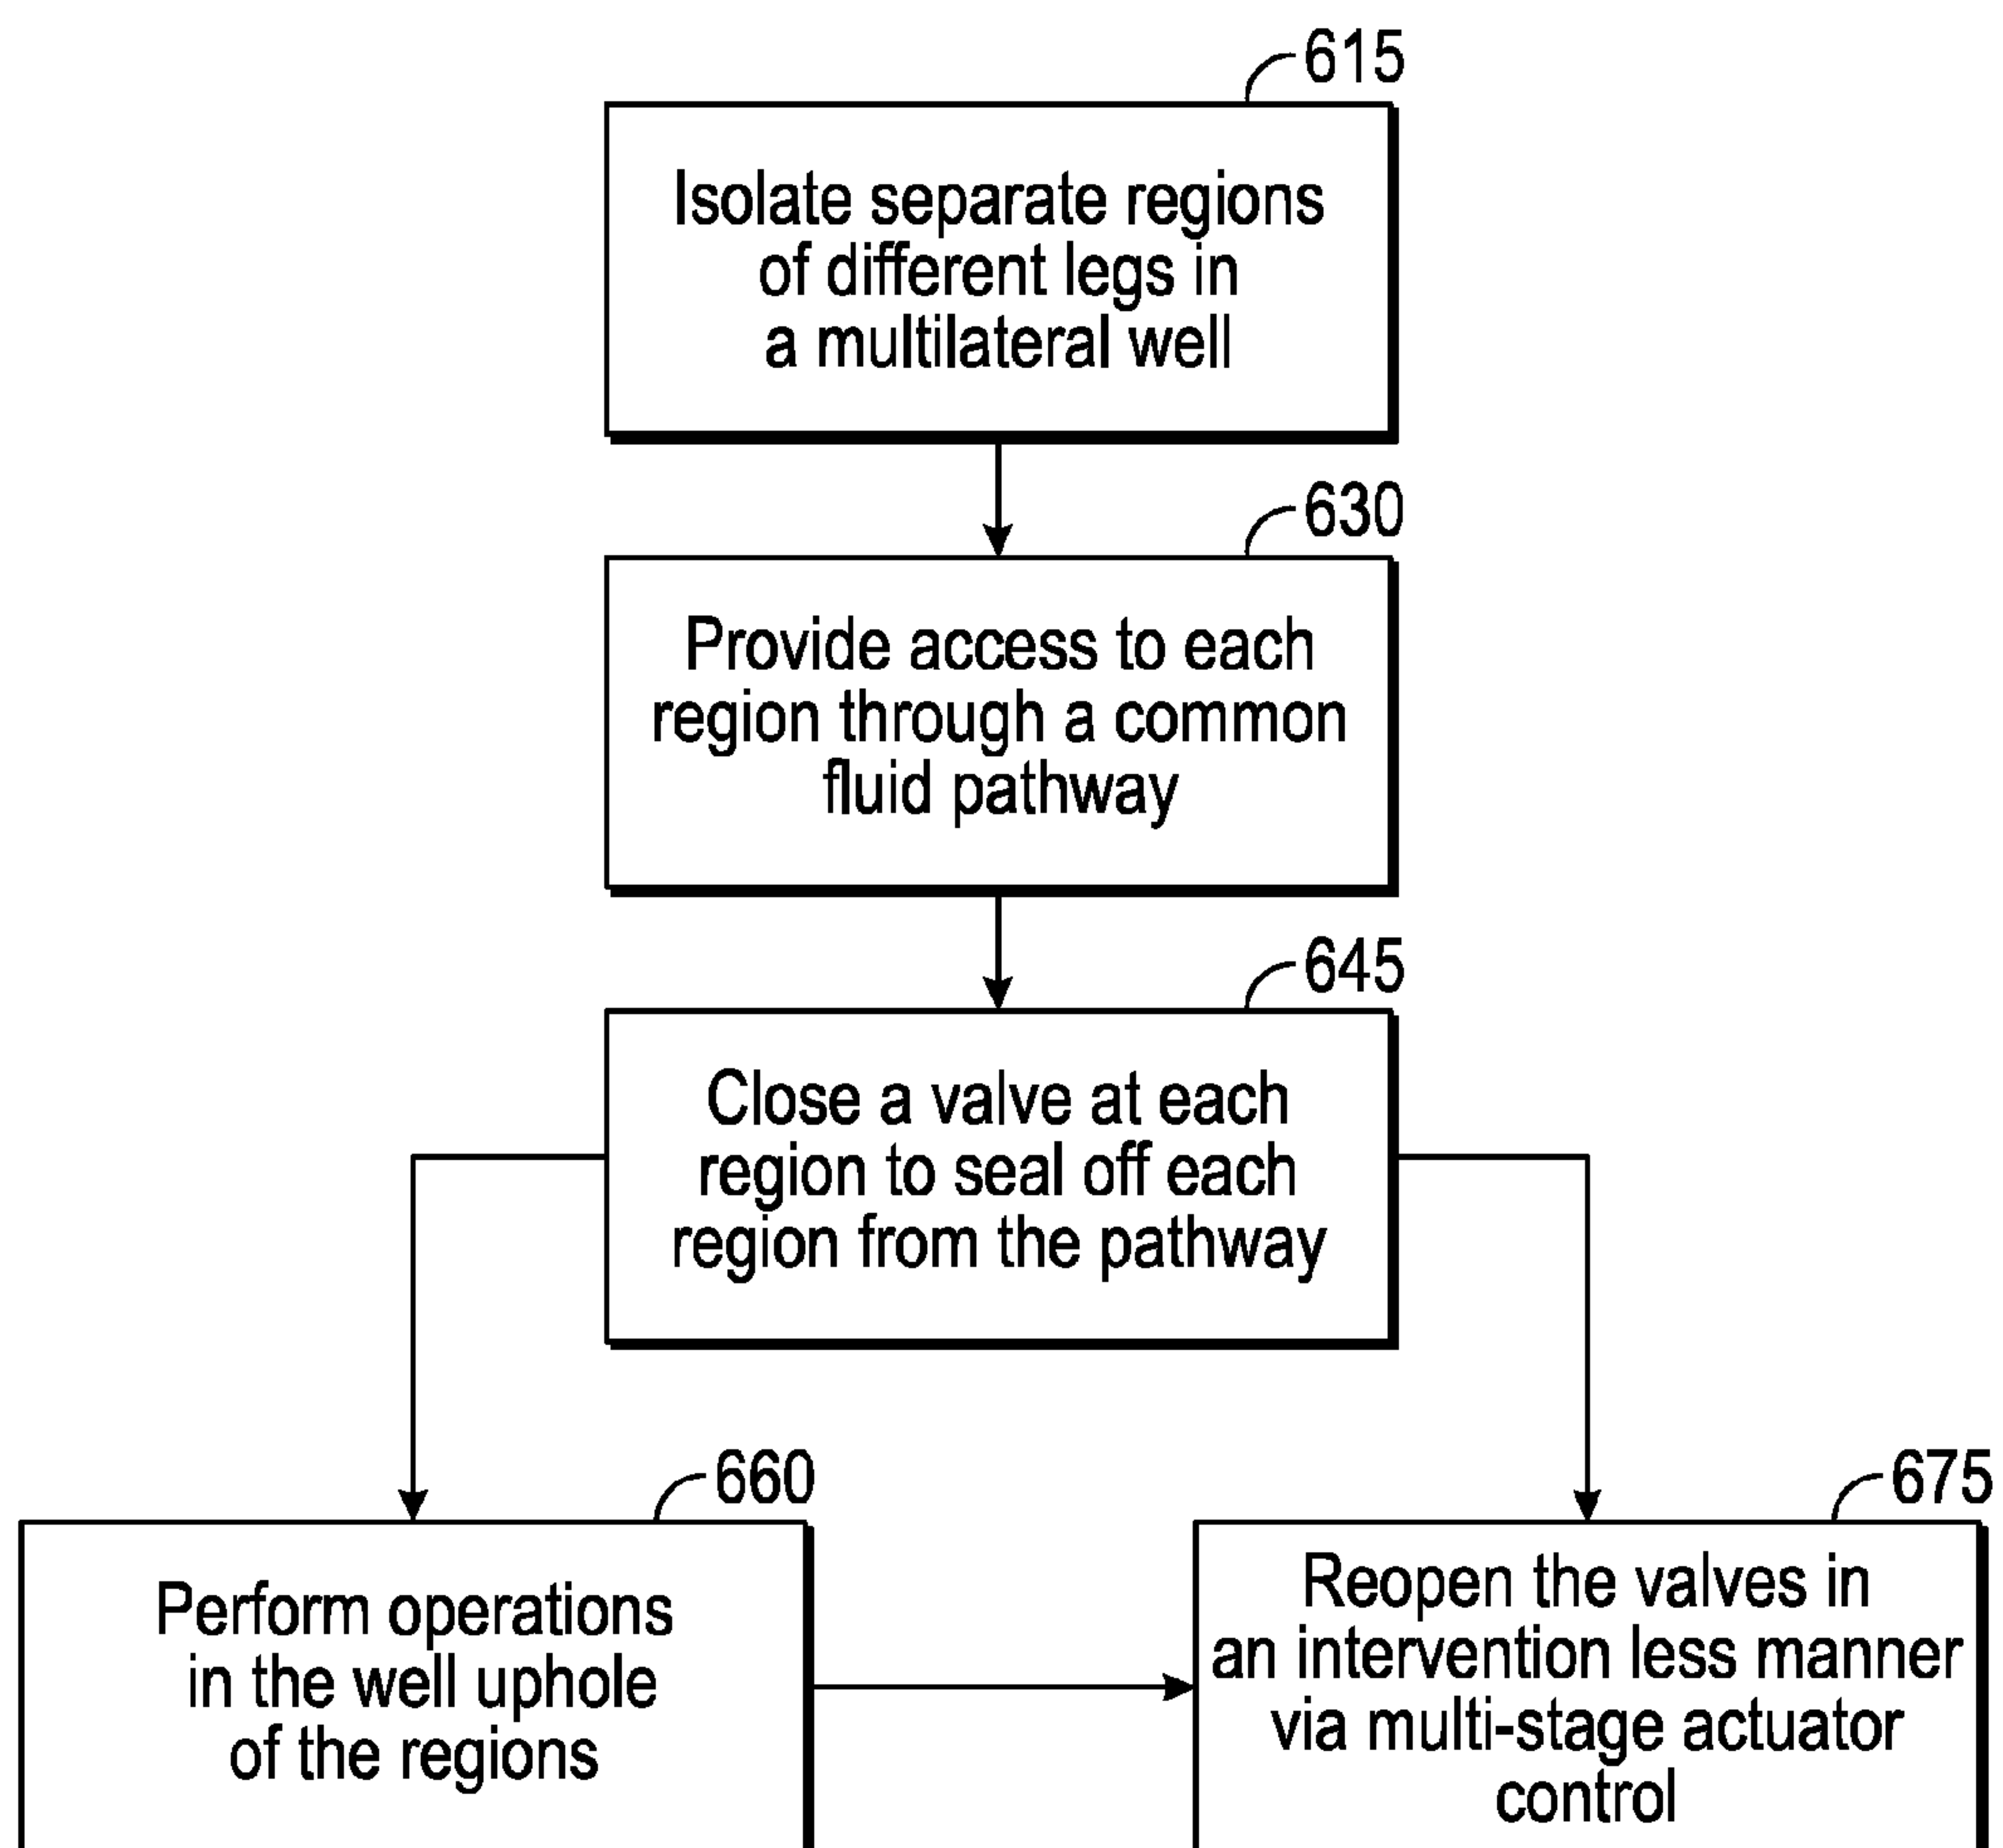 615
Isolate separate regions
of different legs in
a multilateral well
630
Provide access to each
region through a common
fluid pathway
645
Close a valve at each
region to seal off each
region from the pathway
660
Perform operations
in the well uphole
of the regions
675
Reopen the valves in
an intervention less manner
via multi-stage actuator
control